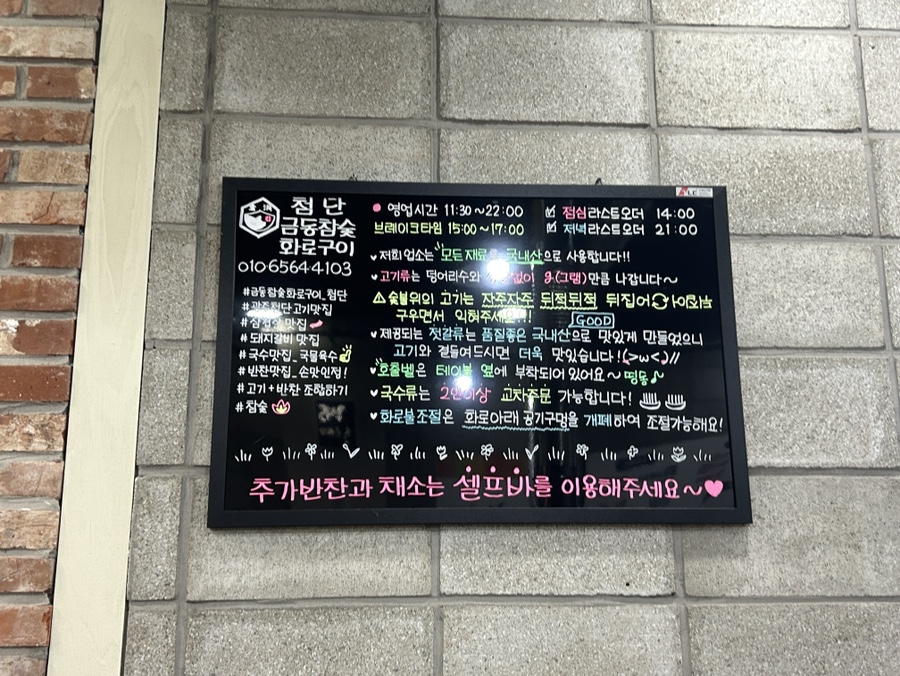 첨단
금동참숯
화로구이
010-6564-4103
#금동참숯화로구이_첨단
#광주첨단고기맛집
#삼겹살 맛집
#돼지갈비 맛집
#국수맛집_국물육수
#반찬맛집_손맛인정!
#고기+반찬 조합하기
#참숯
영업시간 11:30~22:00
브레이크타임 15:00~17:00
점심라스트오더 14:00
저녁라스트오더 21:00
저희 업소는 "모든재료 국내산으로 사용합니다!!
고기류는 덩어리수와 없이 g(그램)만큼 나갑니다~
숯불위의 고기는 자주자주 뒤적뒤적 뒤집어
구우면서 익혀주세요!!! GOOD
제공되는 젓갈류는 품질좋은 국내산으로 맛있게 만들었으니
고기와 곁들여드시면 더욱 맛있습니다!(>ω<)//
호출벨은 테이블 옆에 부착되어 있어요~ 띵동♪
국수류는 2인이상 교차주문 가능합니다!
화로불조절은 화로아래 공기구멍을 개폐하여 조절가능해요!
추가반찬과 채소는 셀프바를 이용해주세요~♥